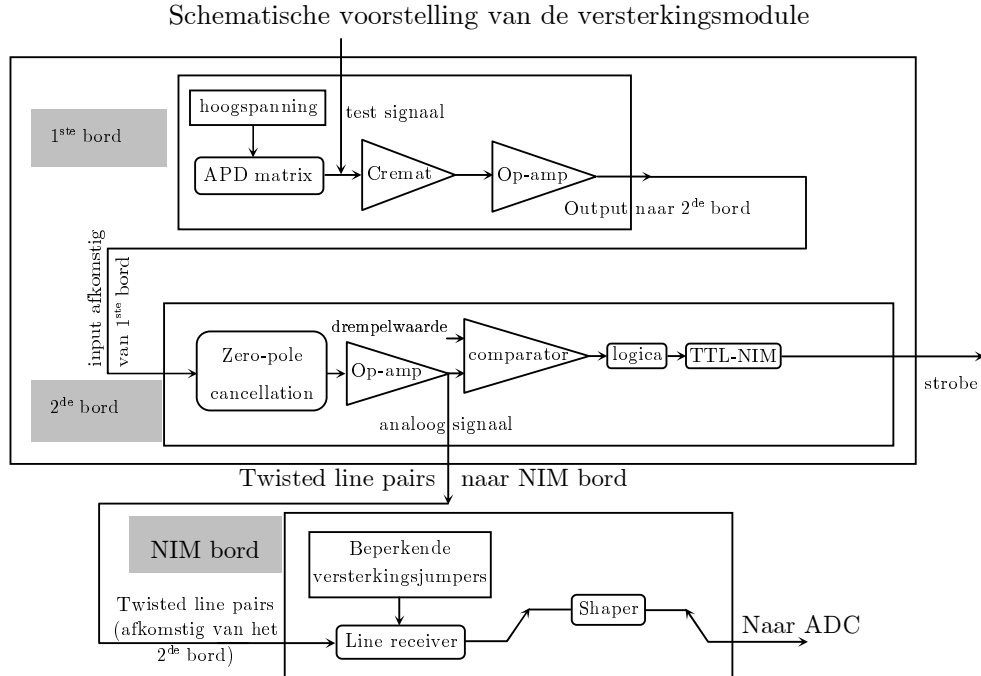 Schematische voorstelling van de versterkingsmodule
hoogspanning
test signaal
1ste bord
APD matrix
Cremat
Op-amp
Output naar 2de bord
input afkomstig
van 1ste bord
drempelwaarde
Zero-pole
cancellation
Op-amp
comparator
logica
TTL-NIM
strobe
2de bord
analoog signaal
Twisted line pairs naar NIM bord
NIM bord
Beperkende
versterkingsjumpers
Twisted line pairs
(afkomstig van het
2de bord)
Line receiver
Shaper
Naar ADC